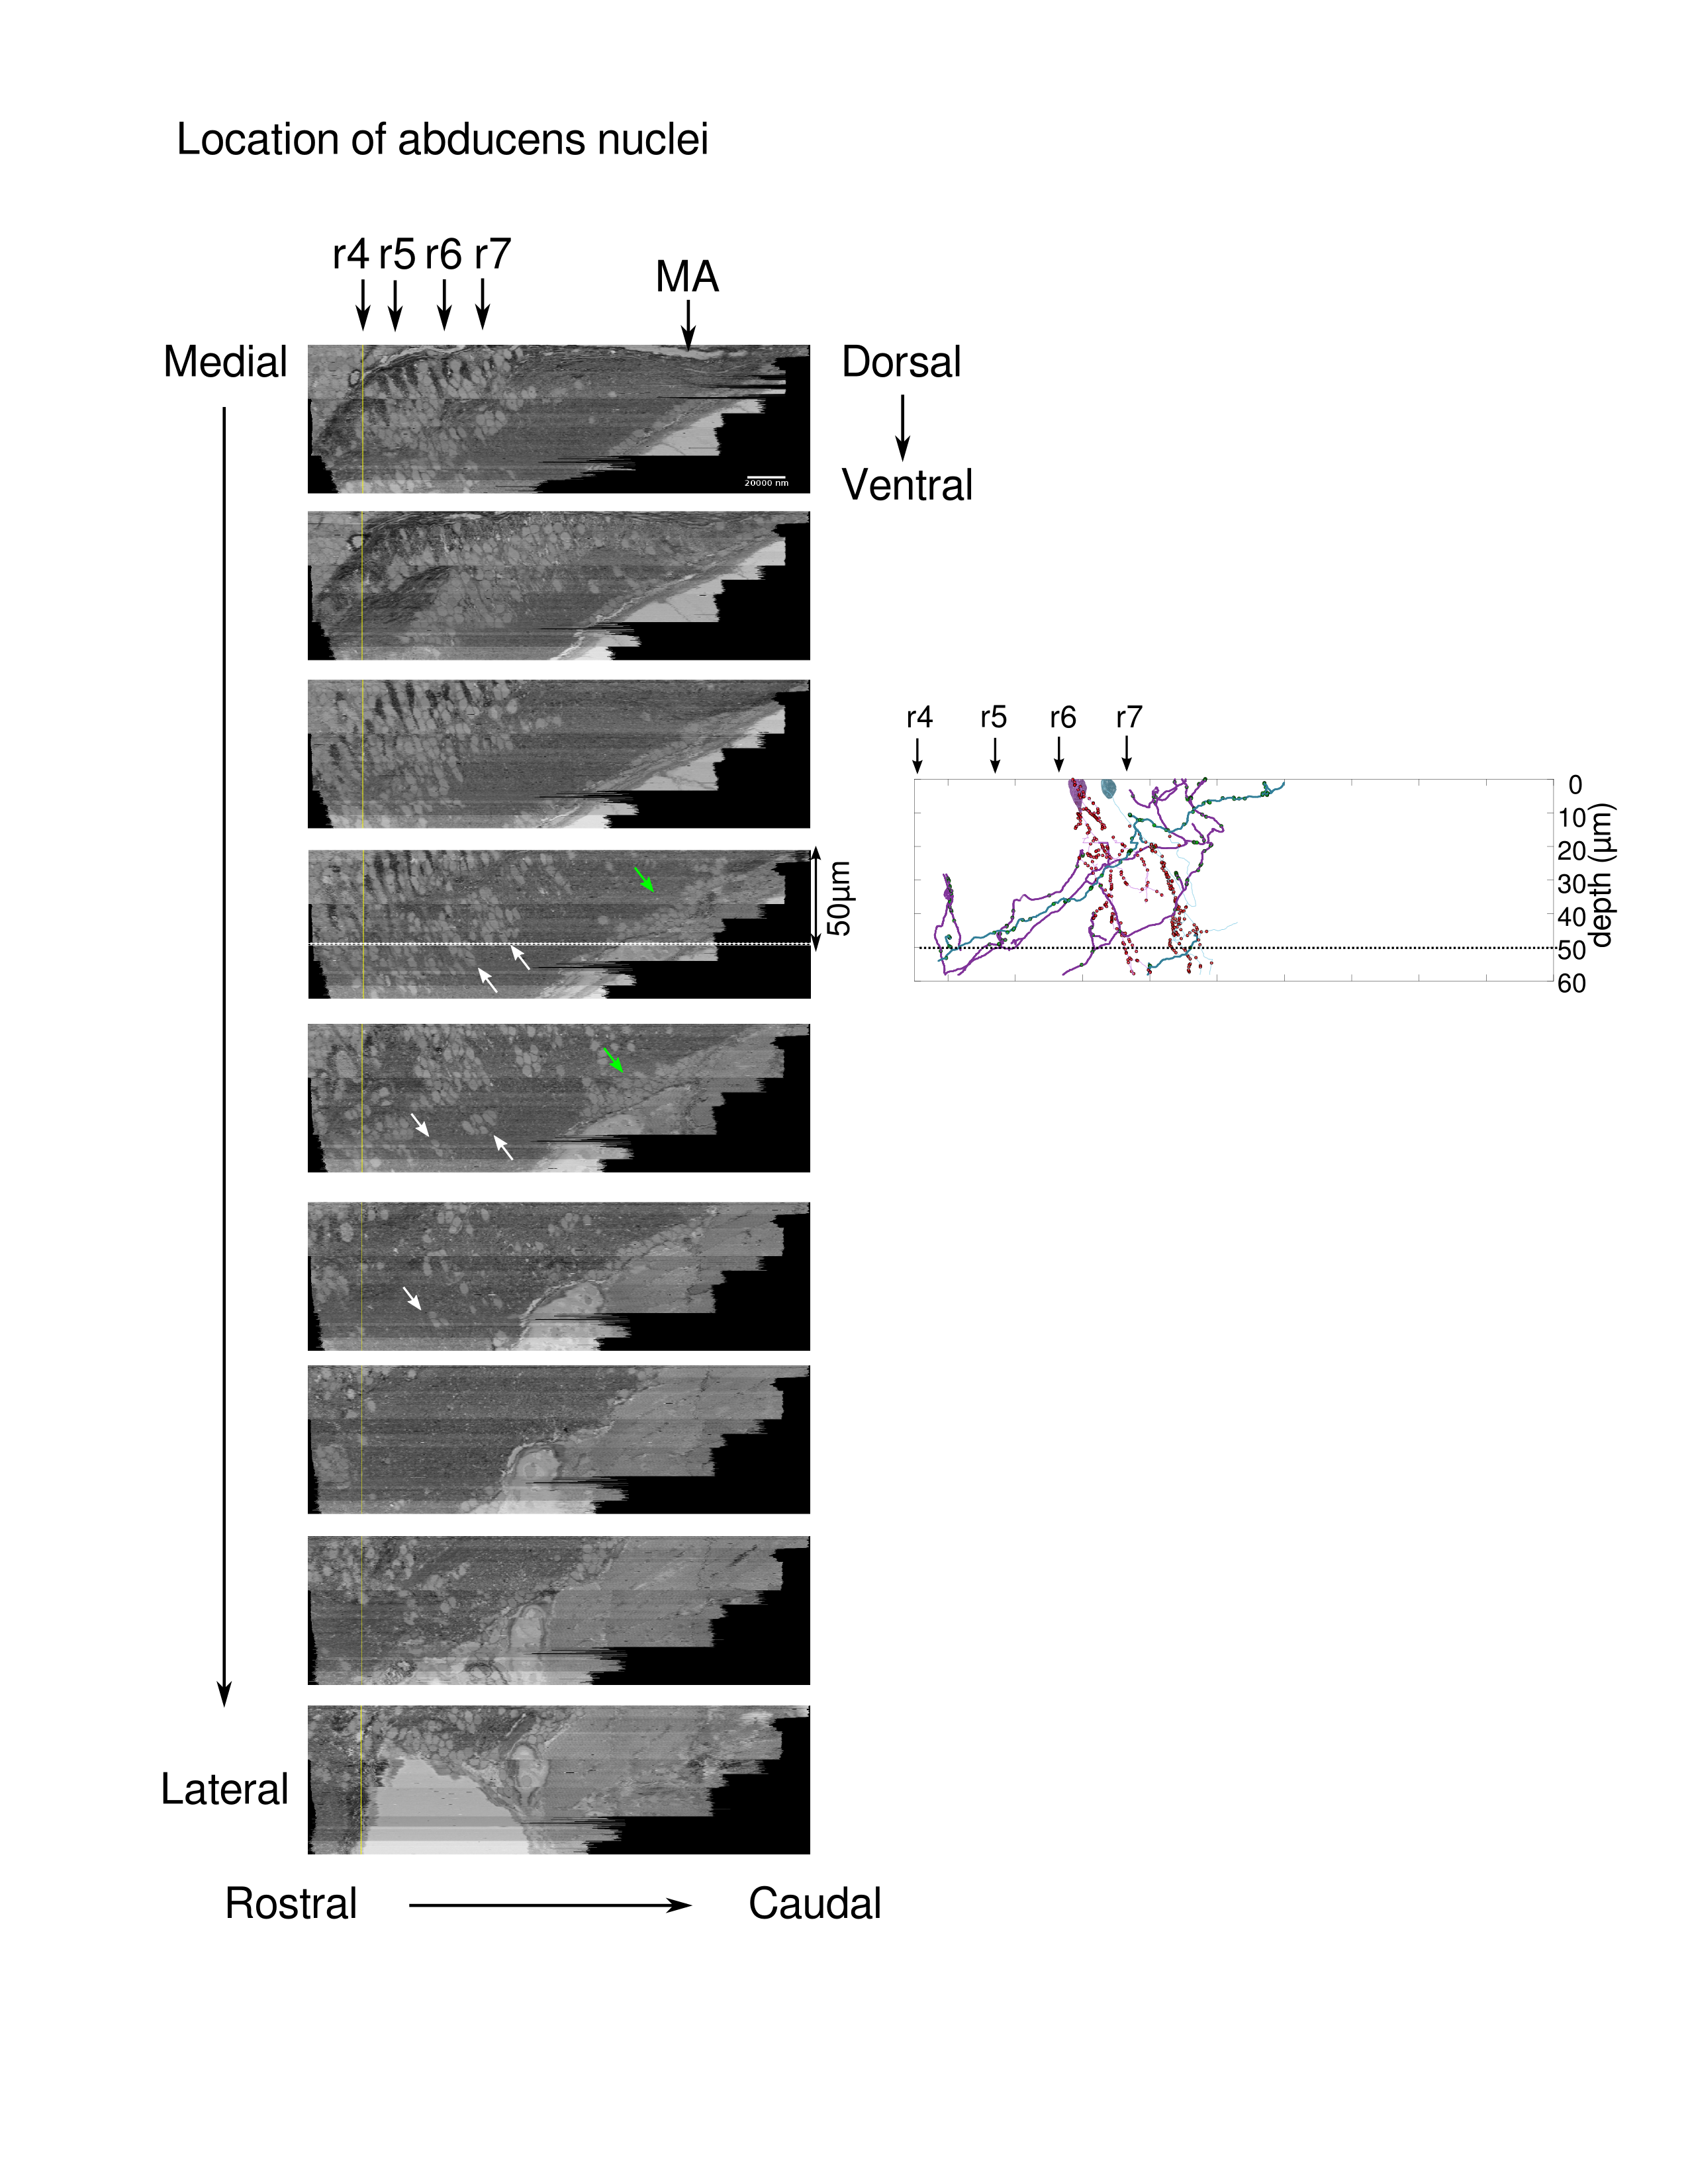 Location of abducens nuclei
r4 r5 r6 r7
MA
Medial
Dorsal
Ventral
20000 nm
r4 r5 r6 r7
0
10
20
30
40
50
60
depth (µm)
50µm
Lateral
Rostral
Caudal